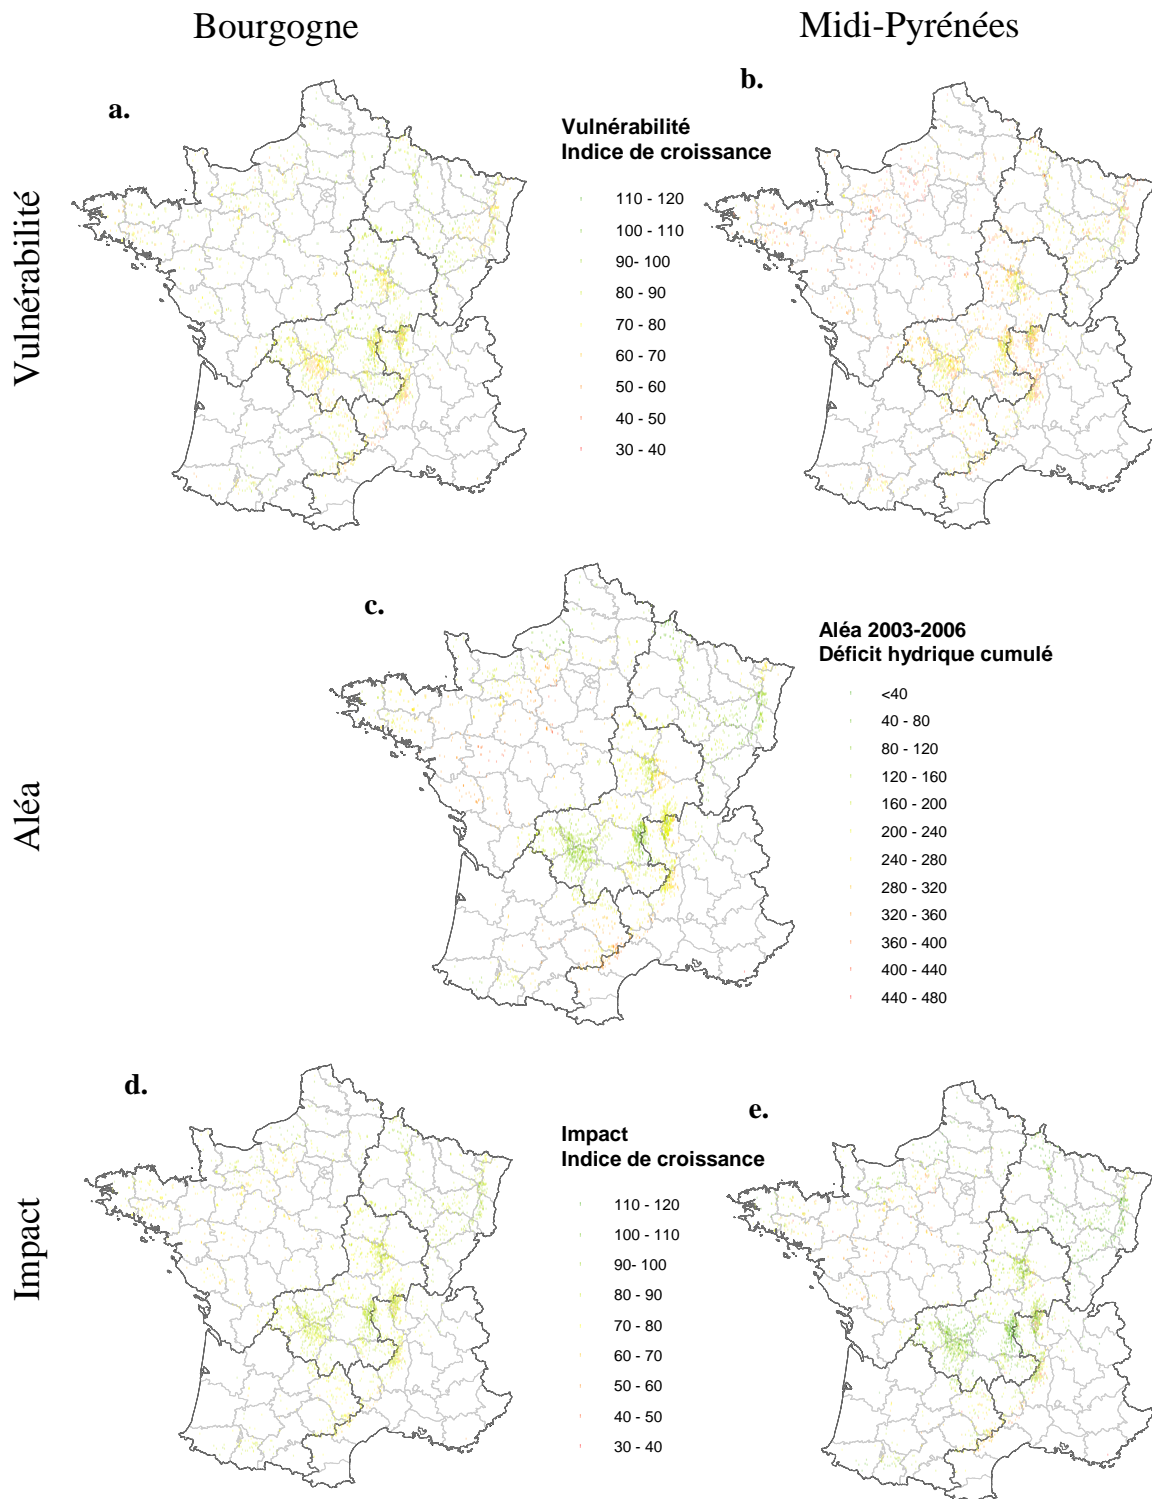 Bourgogne
Midi-Pyrénées
Vulnérabilité
a.
b.
Vulnérabilité
Indice de croissance
110 - 120
100 - 110
90- 100
80 - 90
70 - 80
60 - 70
50 - 60
40 - 50
30 - 40
Aléa
c.
Aléa 2003-2006
Déficit hydrique cumulé
<40
40 - 80
80 - 120
120 - 160
160 - 200
200 - 240
240 - 280
280 - 320
320 - 360
360 - 400
400 - 440
440 - 480
Impact
d.
e.
Impact
Indice de croissance
110 - 120
100 - 110
90- 100
80 - 90
70 - 80
60 - 70
50 - 60
40 - 50
30 - 40